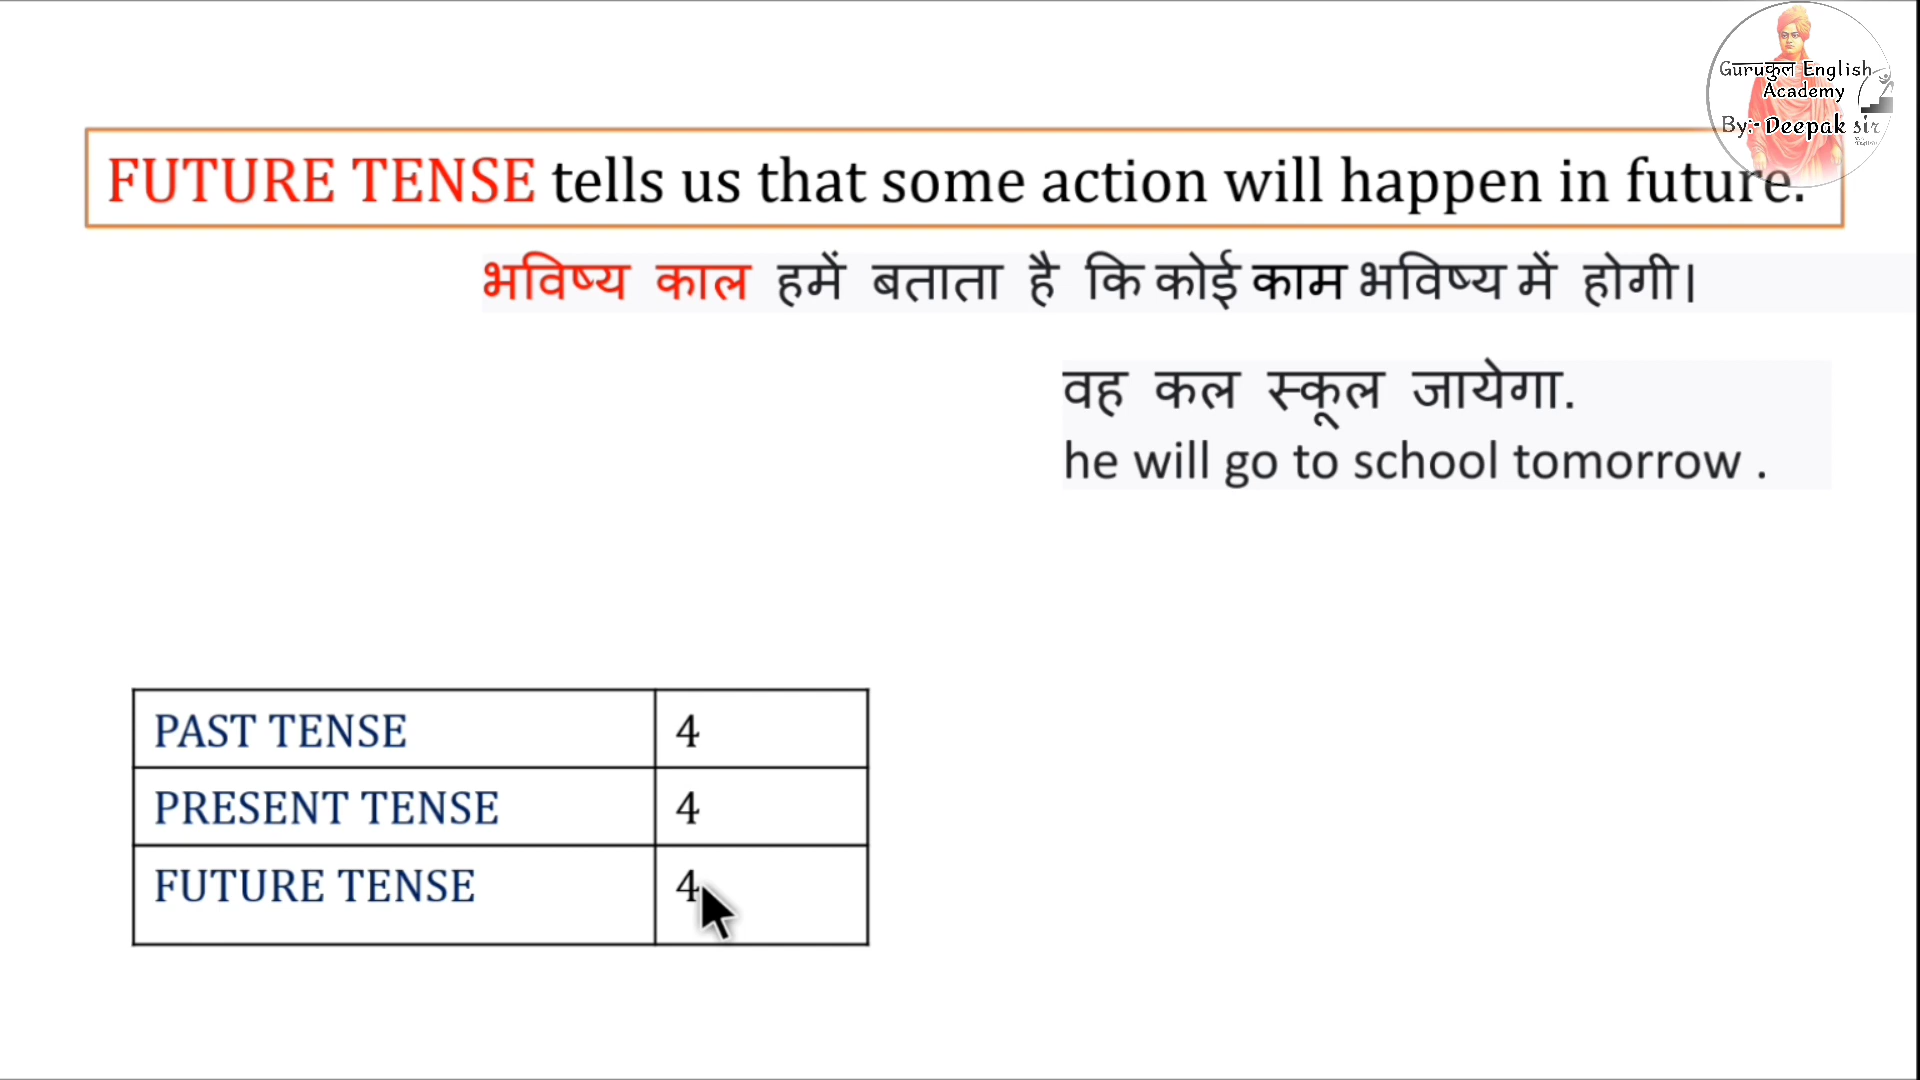 Guruकुल English
Academy
By:- Deepak sir
FUTURE TENSE tells us that some action will happen in future.
भविष्य काल हमें बताता है कि कोई काम भविष्य में होगी।
वह कल स्कूल जायेगा.
he will go to school tomorrow .
PAST TENSE 4
PRESENT TENSE 4
FUTURE TENSE 4